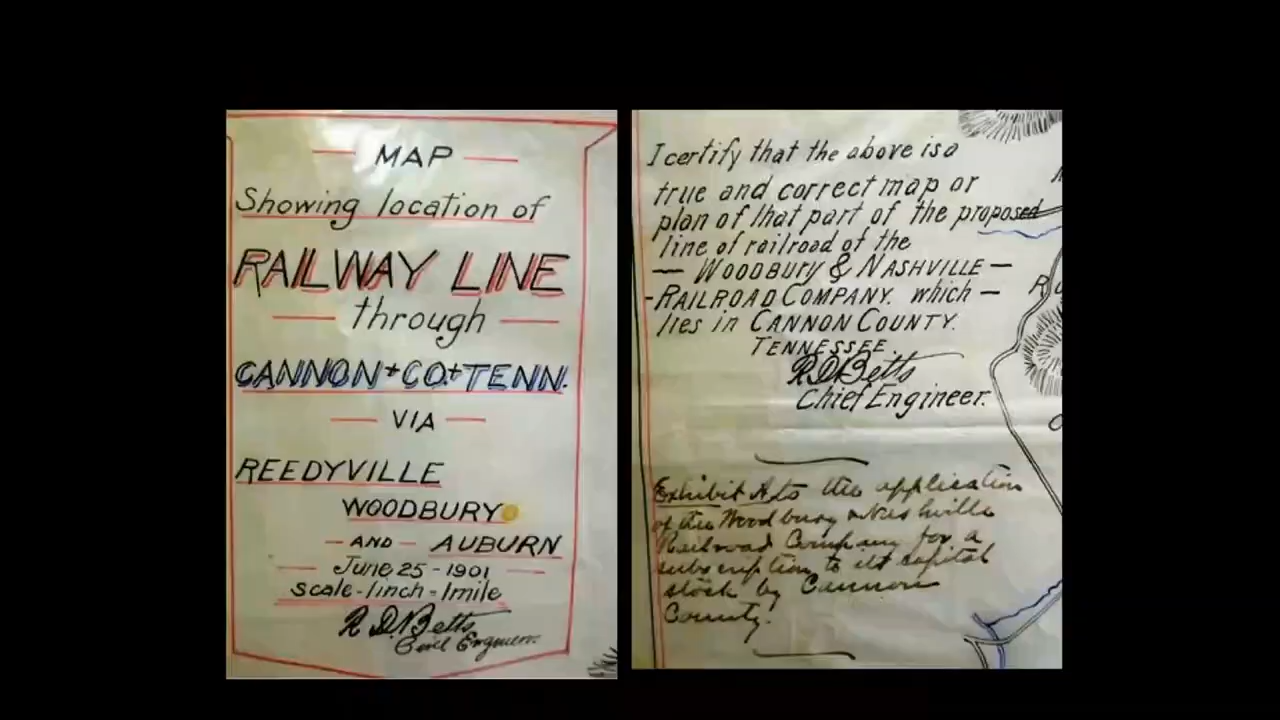 — MAP —
Showing location of
RAILWAY LINE
— through —
CANNON + CO. + TENN.
— VIA —
REEDYVILLE
WOODBURY
— AND — AUBURN
— June 25 - 1901 —
scale - 1 inch = 1 mile
R. D. Betts
Civil Engineer.
I certify that the above is a
true and correct map or
plan of that part of the proposed
line of railroad of the
— WOODBURY & NASHVILLE —
- RAILROAD COMPANY. which —
lies in CANNON COUNTY.
TENNESSEE.
R. D. Betts
Chief Engineer.
Exhibit A to the application
of the Woodbury & Nashville
Railroad Company for a
subscription to its capital
stock by Cannon
County.